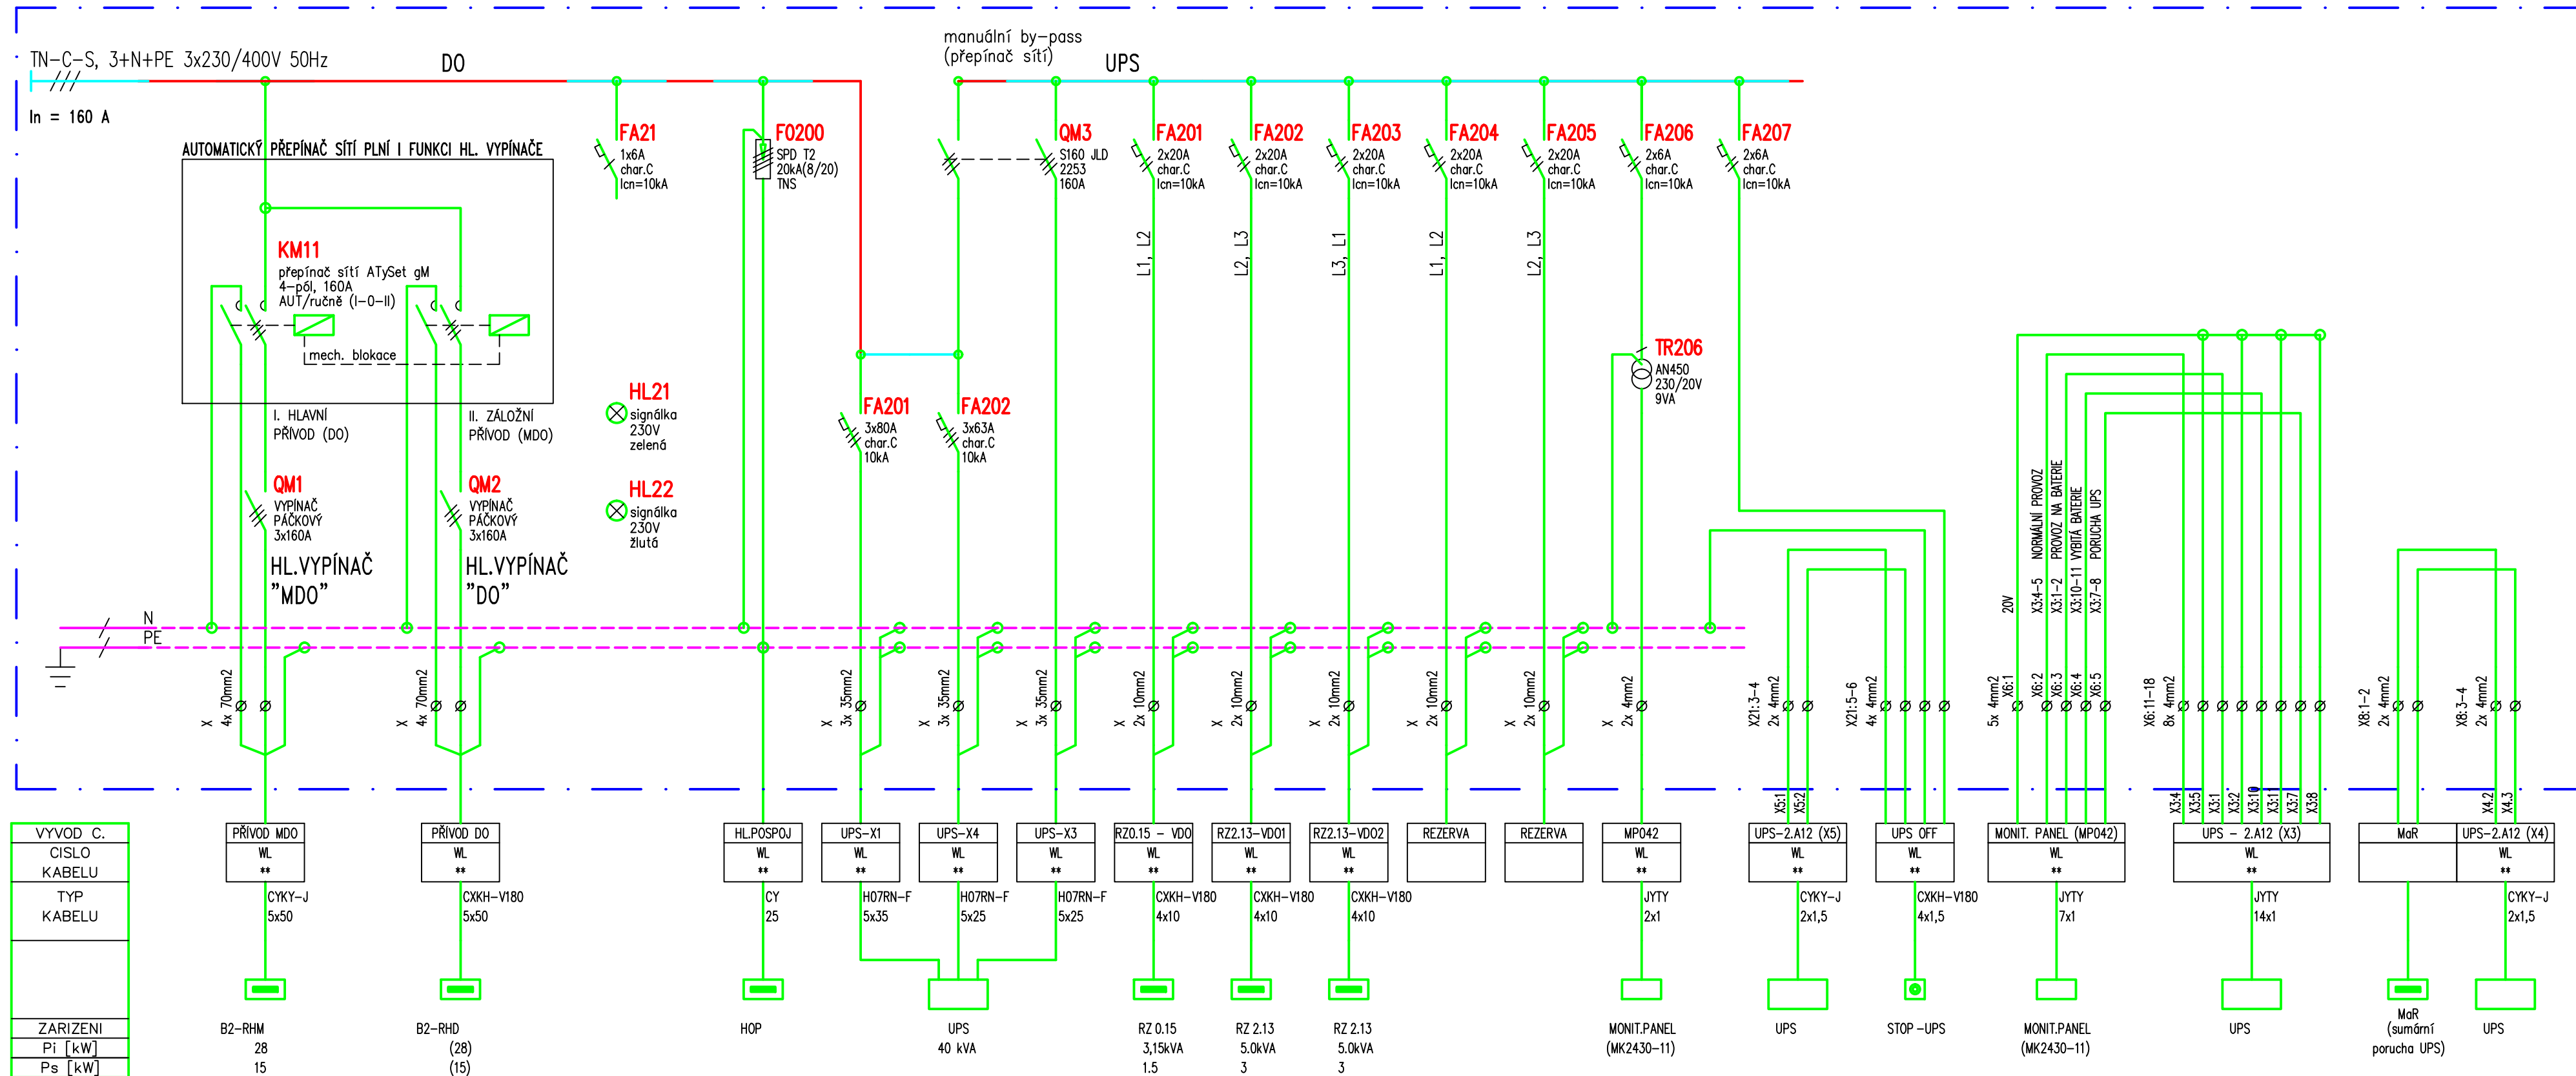 manuální by-pass
(přepínač sítí)
TN-C-S, 3+N+PE 3x230/400V 50Hz
DO
UPS
In = 160 A
AUTOMATICKÝ PŘEPÍNAČ SÍTÍ PLNÍ I FUNKCI HL. VYPÍNAČE
KM11
přepínač sítí ATySet gM
4-pól, 160A
AUT/ručně (I-0-II)
mech. blokace
I. HLAVNÍ
PŘÍVOD (DO)
II. ZÁLOŽNÍ
PŘÍVOD (MDO)
QM1
VYPÍNAČ
PÁČKOVÝ
3x160A
HL.VYPÍNAČ
"MDO"
QM2
VYPÍNAČ
PÁČKOVÝ
3x160A
HL.VYPÍNAČ
"DO"
FA21
1x6A
char.C
Icn=10kA
HL21
signálka
230V
zelená
HL22
signálka
230V
žlutá
F0200
SPD T2
20kA(8/20)
TNS
FA201
3x80A
char.C
10kA
FA202
3x63A
char.C
10kA
QM3
S160 JLD
2253
160A
FA201
2x20A
char.C
Icn=10kA
L1, L2
FA202
2x20A
char.C
Icn=10kA
L2, L3
FA203
2x20A
char.C
Icn=10kA
L3, L1
FA204
2x20A
char.C
Icn=10kA
L1, L2
FA205
2x20A
char.C
Icn=10kA
L2, L3
FA206
2x6A
char.C
Icn=10kA
TR206
AN450
230/20V
9VA
FA207
2x6A
char.C
Icn=10kA
N
PE
X
4x 70mm2
X
4x 70mm2
X
3x 35mm2
X
3x 35mm2
X
3x 35mm2
X
2x 10mm2
X
2x 10mm2
X
2x 10mm2
X
2x 10mm2
X
2x 10mm2
X
2x 4mm2
X21:3-4
2x 4mm2
X21:5-6
4x 4mm2
5x 4mm2
X6:1 20V
X6:2 X3:4-5 NORMÁLNÍ PROVOZ
X6:3 X3:1-2 PROVOZ NA BATERIE
X6:4 X3:10-11 VYBITÁ BATERIE
X6:5 X3:7-8 PORUCHA UPS
X6:11-18
8x 4mm2
X8:1-2
2x 4mm2
X8:3-4
2x 4mm2
X5:1
X5:2
X3:4
X3:5
X3:1
X3:2
X3:10
X3:11
X3:7
X3:8
X4.2
X4.3
VYVOD C.
CISLO
KABELU
TYP
KABELU
ZARIZENI
Pi [kW]
Ps [kW]
PŘÍVOD MDO
WL
**
CYKY-J
5x50
B2-RHM
28
15
PŘÍVOD DO
WL
**
CXKH-V180
5x50
B2-RHD
(28)
(15)
HL.POSPOJ
WL
**
CY
25
HOP
UPS-X1
WL
**
H07RN-F
5x35
UPS-X4
WL
**
H07RN-F
5x25
UPS
40 kVA
UPS-X3
WL
**
H07RN-F
5x25
RZ0.15 - VDO
WL
**
CXKH-V180
4x10
RZ 0.15
3,15kVA
1.5
RZ2.13-VDO1
WL
**
CXKH-V180
4x10
RZ 2.13
5.0kVA
3
RZ2.13-VDO2
WL
**
CXKH-V180
4x10
RZ 2.13
5.0kVA
3
REZERVA
REZERVA
MP042
WL
**
JYTY
2x1
MONIT.PANEL
(MK2430-11)
UPS-2.A12 (X5)
WL
**
CYKY-J
2x1,5
UPS
UPS OFF
WL
**
CXKH-V180
4x1,5
STOP-UPS
MONIT. PANEL (MP042)
WL
**
JYTY
7x1
MONIT.PANEL
(MK2430-11)
UPS - 2.A12 (X3)
WL
**
JYTY
14x1
UPS
MaR
MaR
(sumární
porucha UPS)
UPS-2.A12 (X4)
WL
**
CYKY-J
2x1,5
UPS